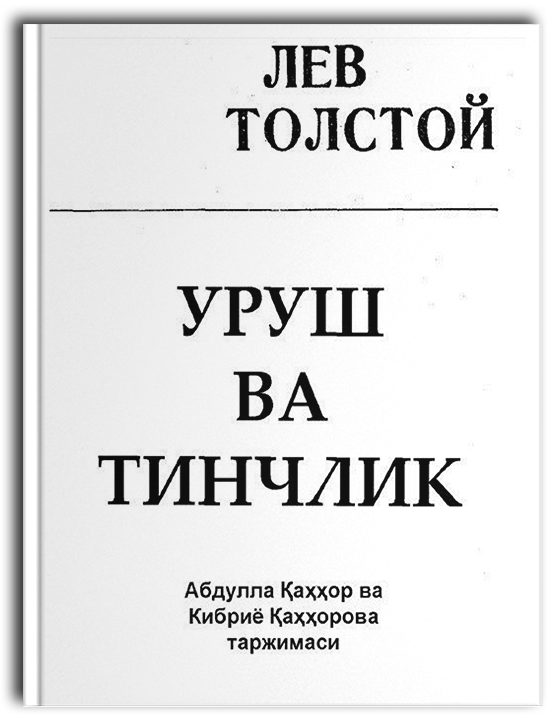 ЛЕВ
ТОЛСТОЙ
УРУШ
ВА
ТИНЧЛИК
Абдулла Қаҳҳор ва
Кибриё Қаҳҳорова
таржимаси